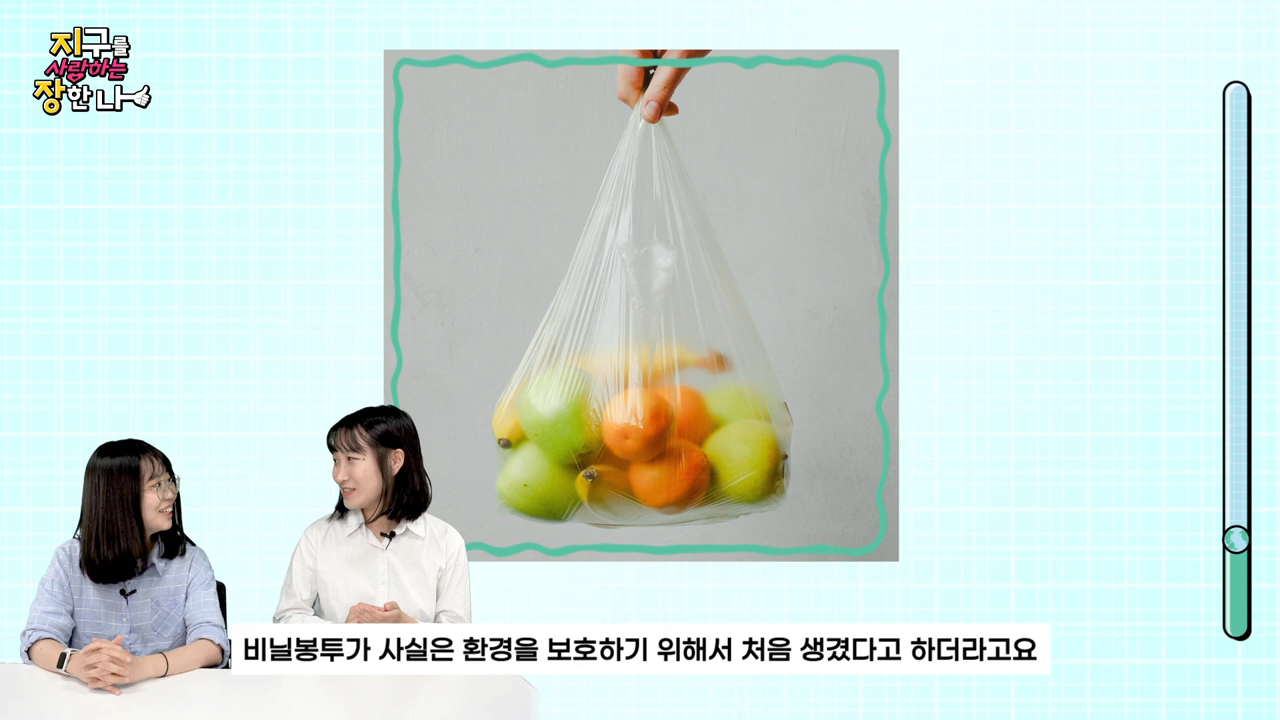 지구를
사랑하는
장한 나
비닐봉투가 사실은 환경을 보호하기 위해서 처음 생겼다고 하더라고요